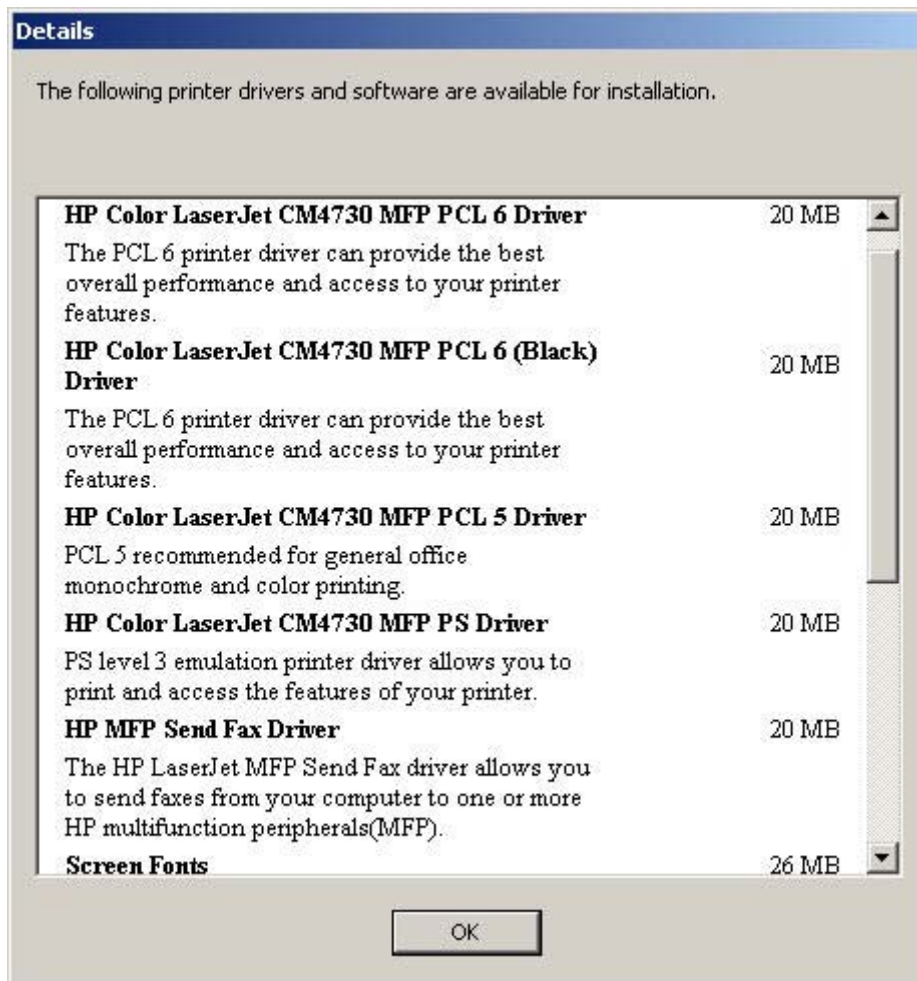 Details
The following printer drivers and software are available for installation.
HP Color LaserJet CM4730 MFP PCL 6 Driver 20 MB
The PCL 6 printer driver can provide the best
overall performance and access to your printer
features.
HP Color LaserJet CM4730 MFP PCL 6 (Black)
Driver 20 MB
The PCL 6 printer driver can provide the best
overall performance and access to your printer
features.
HP Color LaserJet CM4730 MFP PCL 5 Driver 20 MB
PCL 5 recommended for general office
monochrome and color printing.
HP Color LaserJet CM4730 MFP PS Driver 20 MB
PS level 3 emulation printer driver allows you to
print and access the features of your printer.
HP MFP Send Fax Driver 20 MB
The HP LaserJet MFP Send Fax driver allows you
to send faxes from your computer to one or more
HP multifunction peripherals(MFP).
Screen Fonts 26 MB
OK